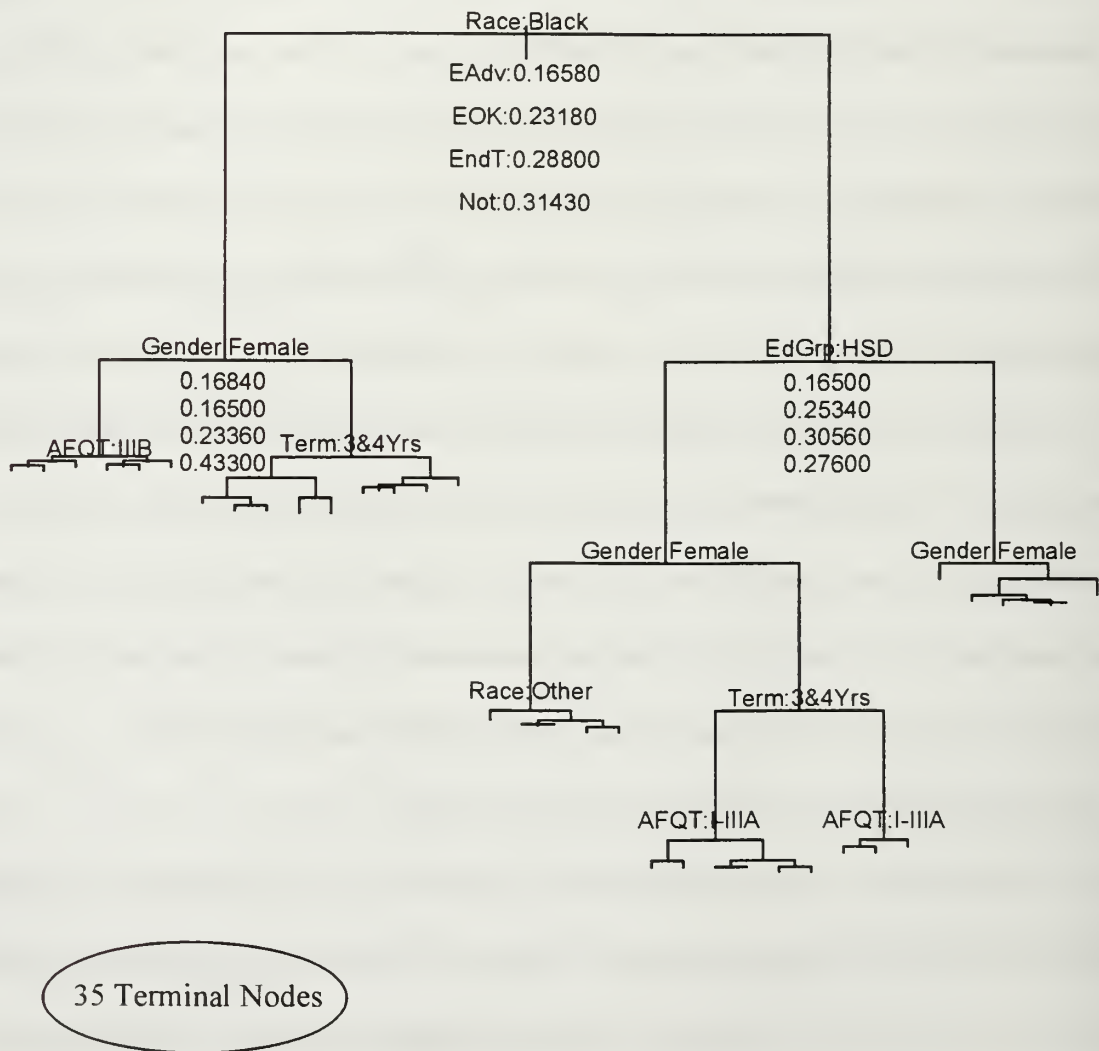 Race:Black
EAdv:0.16580
EOK:0.23180
EndT:0.28800
Not:0.31430
Gender:Female
0.16840
0.16500
0.23360
0.43300
AFQT:IIIB
Term:3&4Yrs
EdGrp:HSD
0.16500
0.25340
0.30560
0.27600
Gender:Female
Gender:Female
Race:Other
Term:3&4Yrs
AFQT:I-IIIA
AFQT:I-IIIA
35 Terminal Nodes